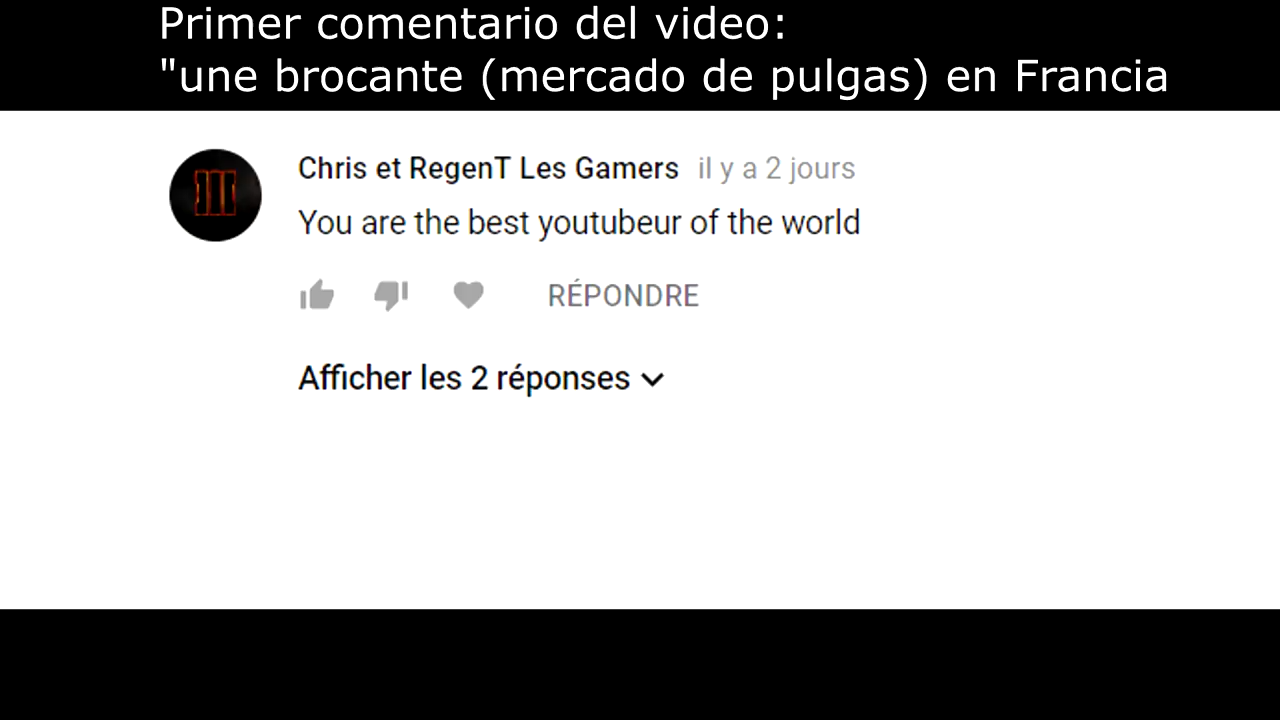 Primer comentario del video:
"une brocante (mercado de pulgas) en Francia
Chris et RegenT Les Gamers il y a 2 jours
You are the best youtubeur of the world
RÉPONDRE
Afficher les 2 réponses